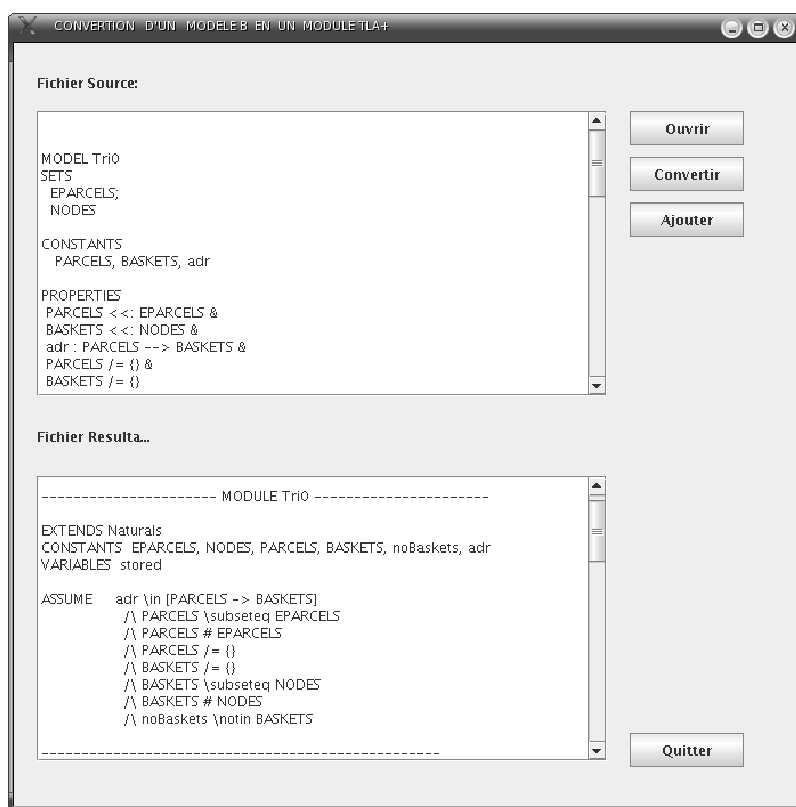 CONVERTION D'UN MODELE B EN UN MODULE TLA+
Fichier Source:
MODEL Tri0
SETS
EPARCELS;
NODES
CONSTANTS
PARCELS, BASKETS, adr
PROPERTIES
PARCELS <<: EPARCELS &
BASKETS <<: NODES &
adr : PARCELS --> BASKETS &
PARCELS /= {} &
BASKETS /= {}
Ouvrir
Convertir
Ajouter
Fichier Resulta...
---------------------- MODULE Tri0 ----------------------
EXTENDS Naturals
CONSTANTS EPARCELS, NODES, PARCELS, BASKETS, noBaskets, adr
VARIABLES stored
ASSUME adr \in [PARCELS -> BASKETS]
/\ PARCELS \subseteq EPARCELS
/\ PARCELS # EPARCELS
/\ PARCELS /= {}
/\ BASKETS /= {}
/\ BASKETS \subseteq NODES
/\ BASKETS # NODES
/\ noBaskets \notin BASKETS
--------------------------------------------------
Quitter